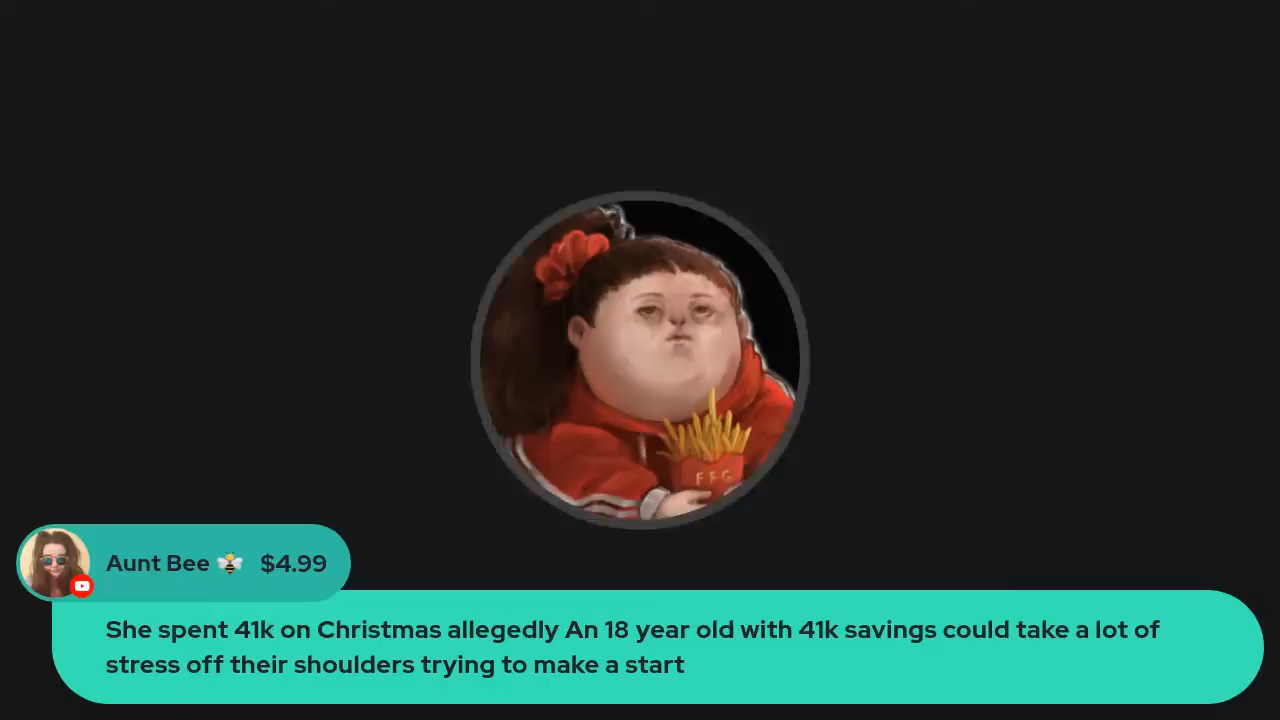 FFG
Aunt Bee 🐝 $4.99
She spent 41k on Christmas allegedly An 18 year old with 41k savings could take a lot of
stress off their shoulders trying to make a start